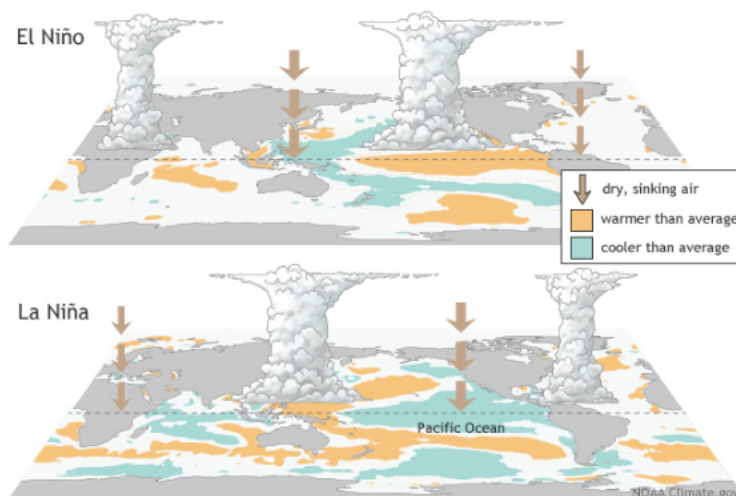 El Niño
dry, sinking air
warmer than average
cooler than average
La Niña
Pacific Ocean
NOAA Climate.gov